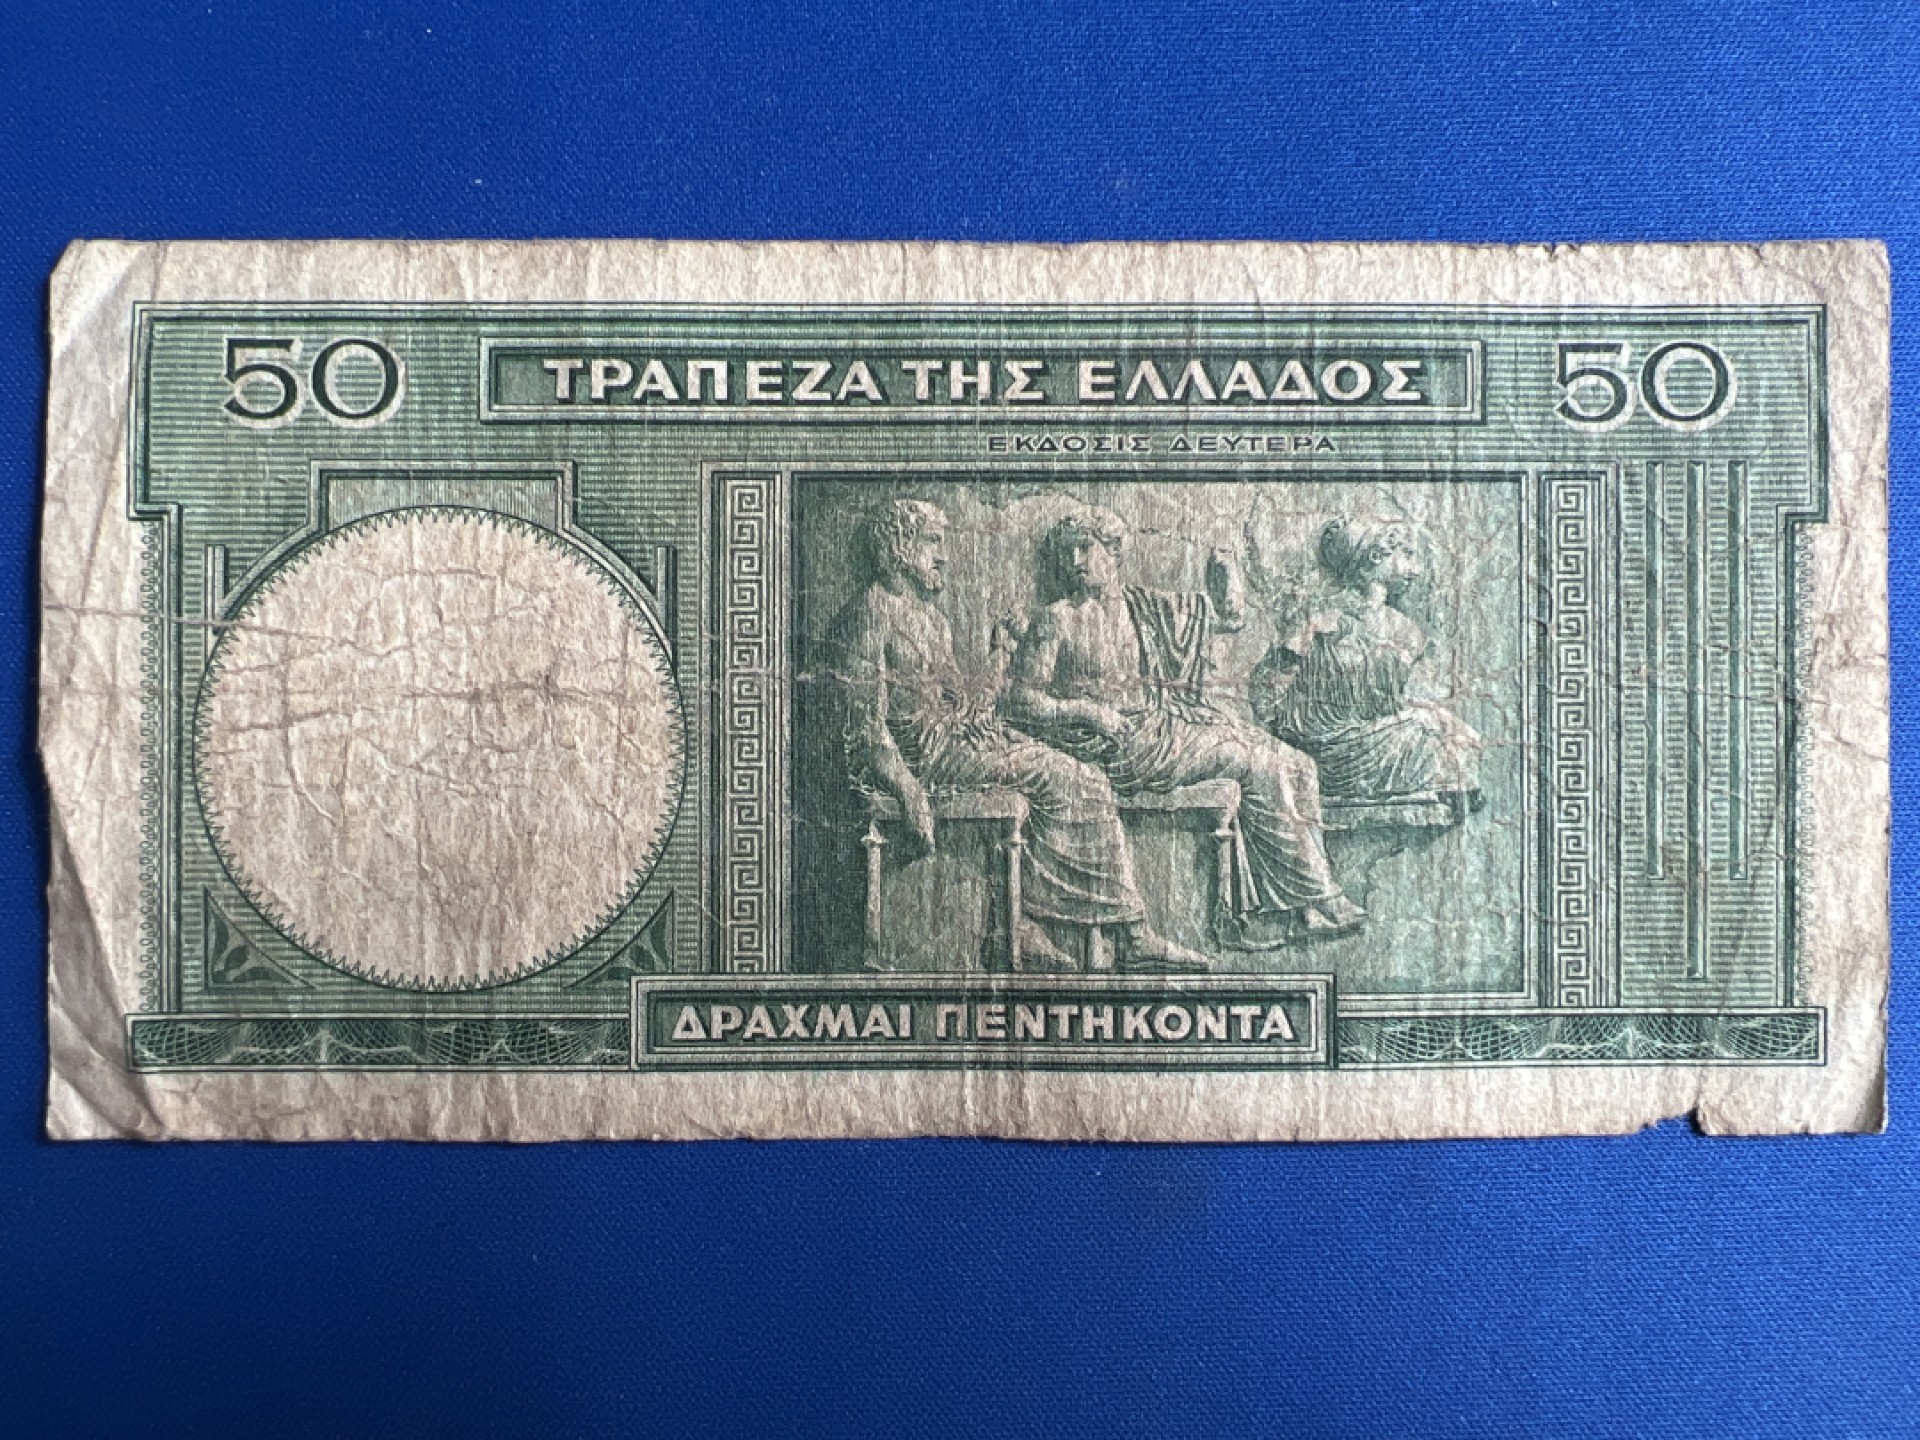 50 ΤΡΑΠΕΖΑ ΤΗΣ ΕΛΛΑΔΟΣ 50
ΕΚΔΟΣΙΣ ΔΕΥΤΕΡΑ
ΔΡΑΧΜΑΙ ΠΕΝΤΗΚΟΝΤΑ